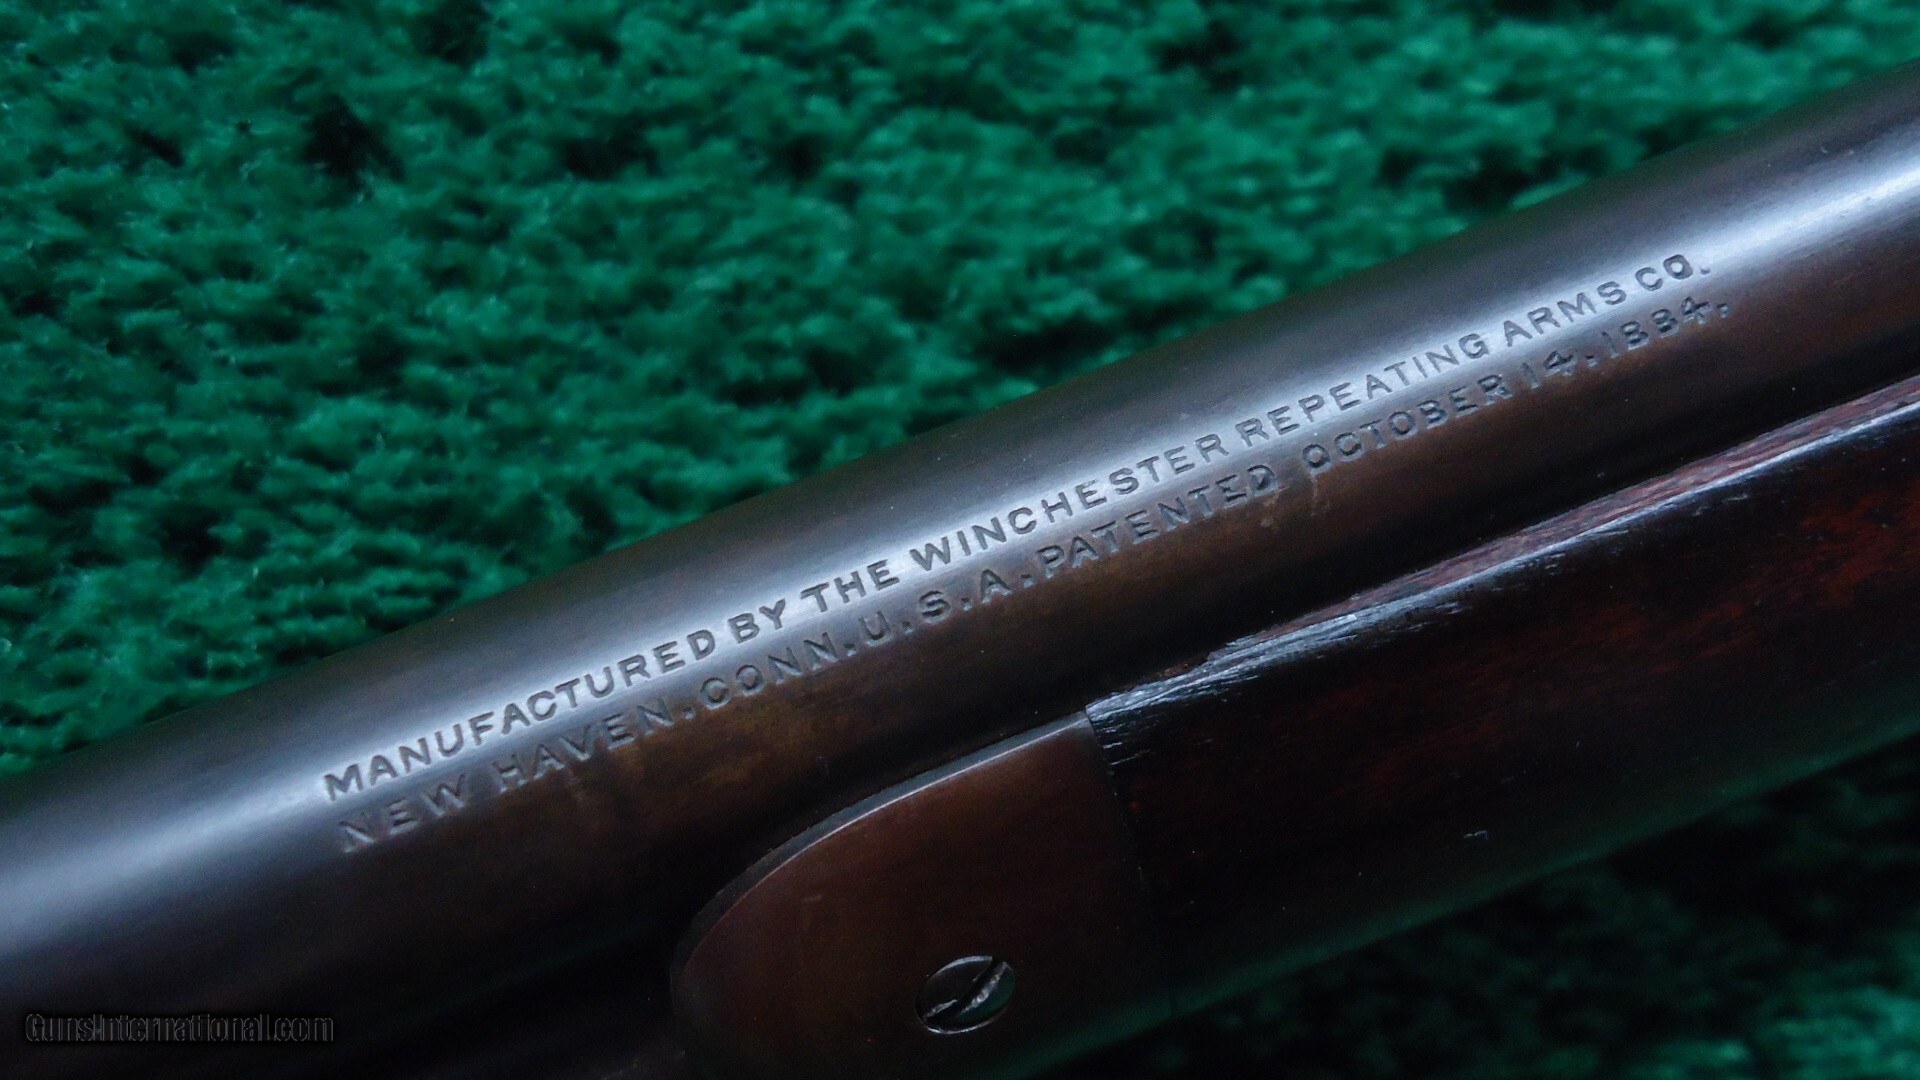 MANUFACTURED BY THE WINCHESTER REPEATING ARMS CO.
NEW HAVEN. CONN. U.S.A. PATENTED OCTOBER 14. 1884.
GunsInternational.com